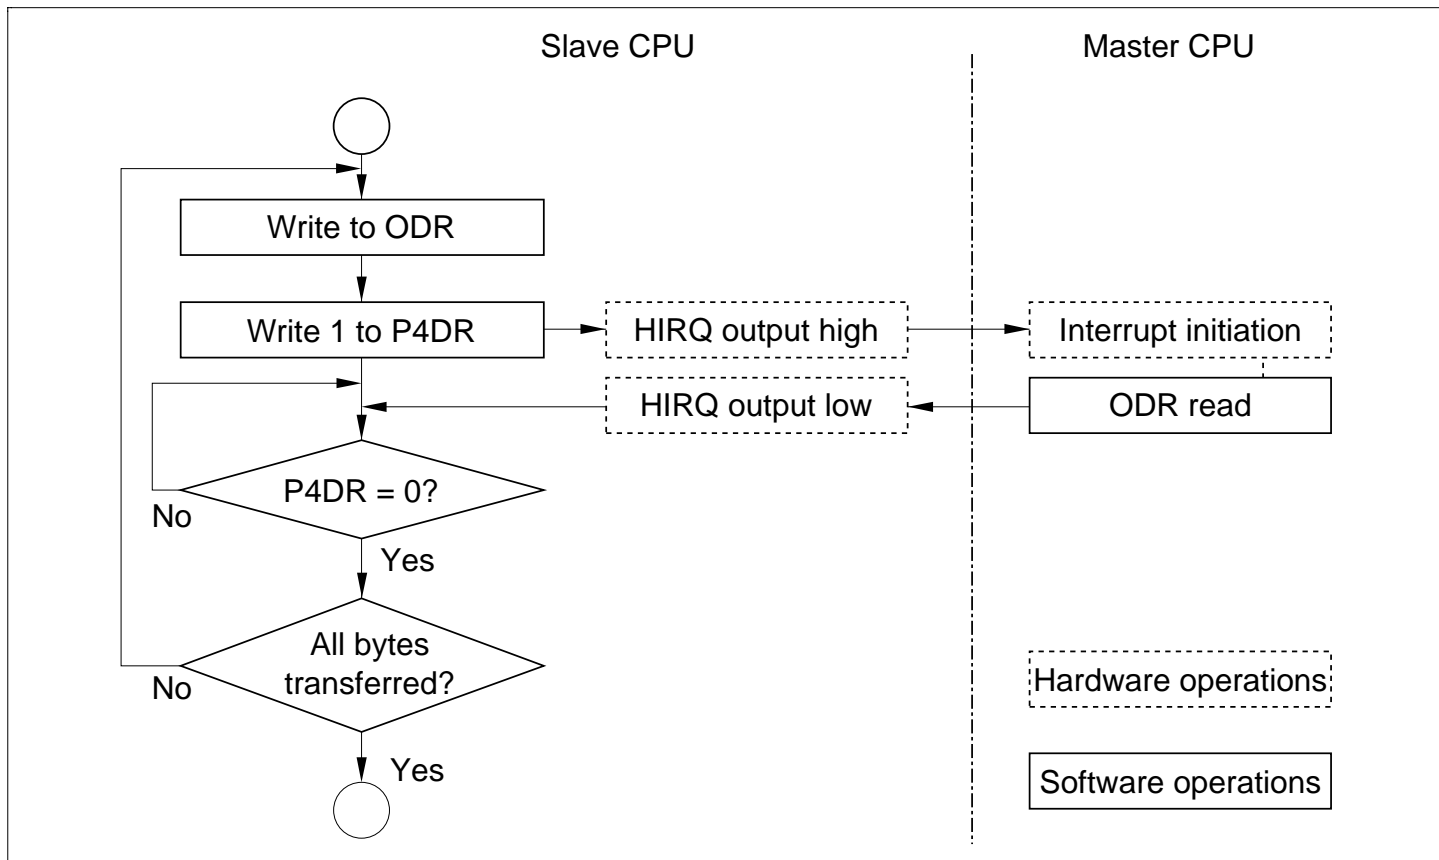 Slave CPU
Master CPU
Write to ODR
Write 1 to P4DR
HIRQ output high
Interrupt initiation
HIRQ output low
ODR read
P4DR = 0?
No
Yes
All bytes
transferred?
No
Yes
Hardware operations
Software operations